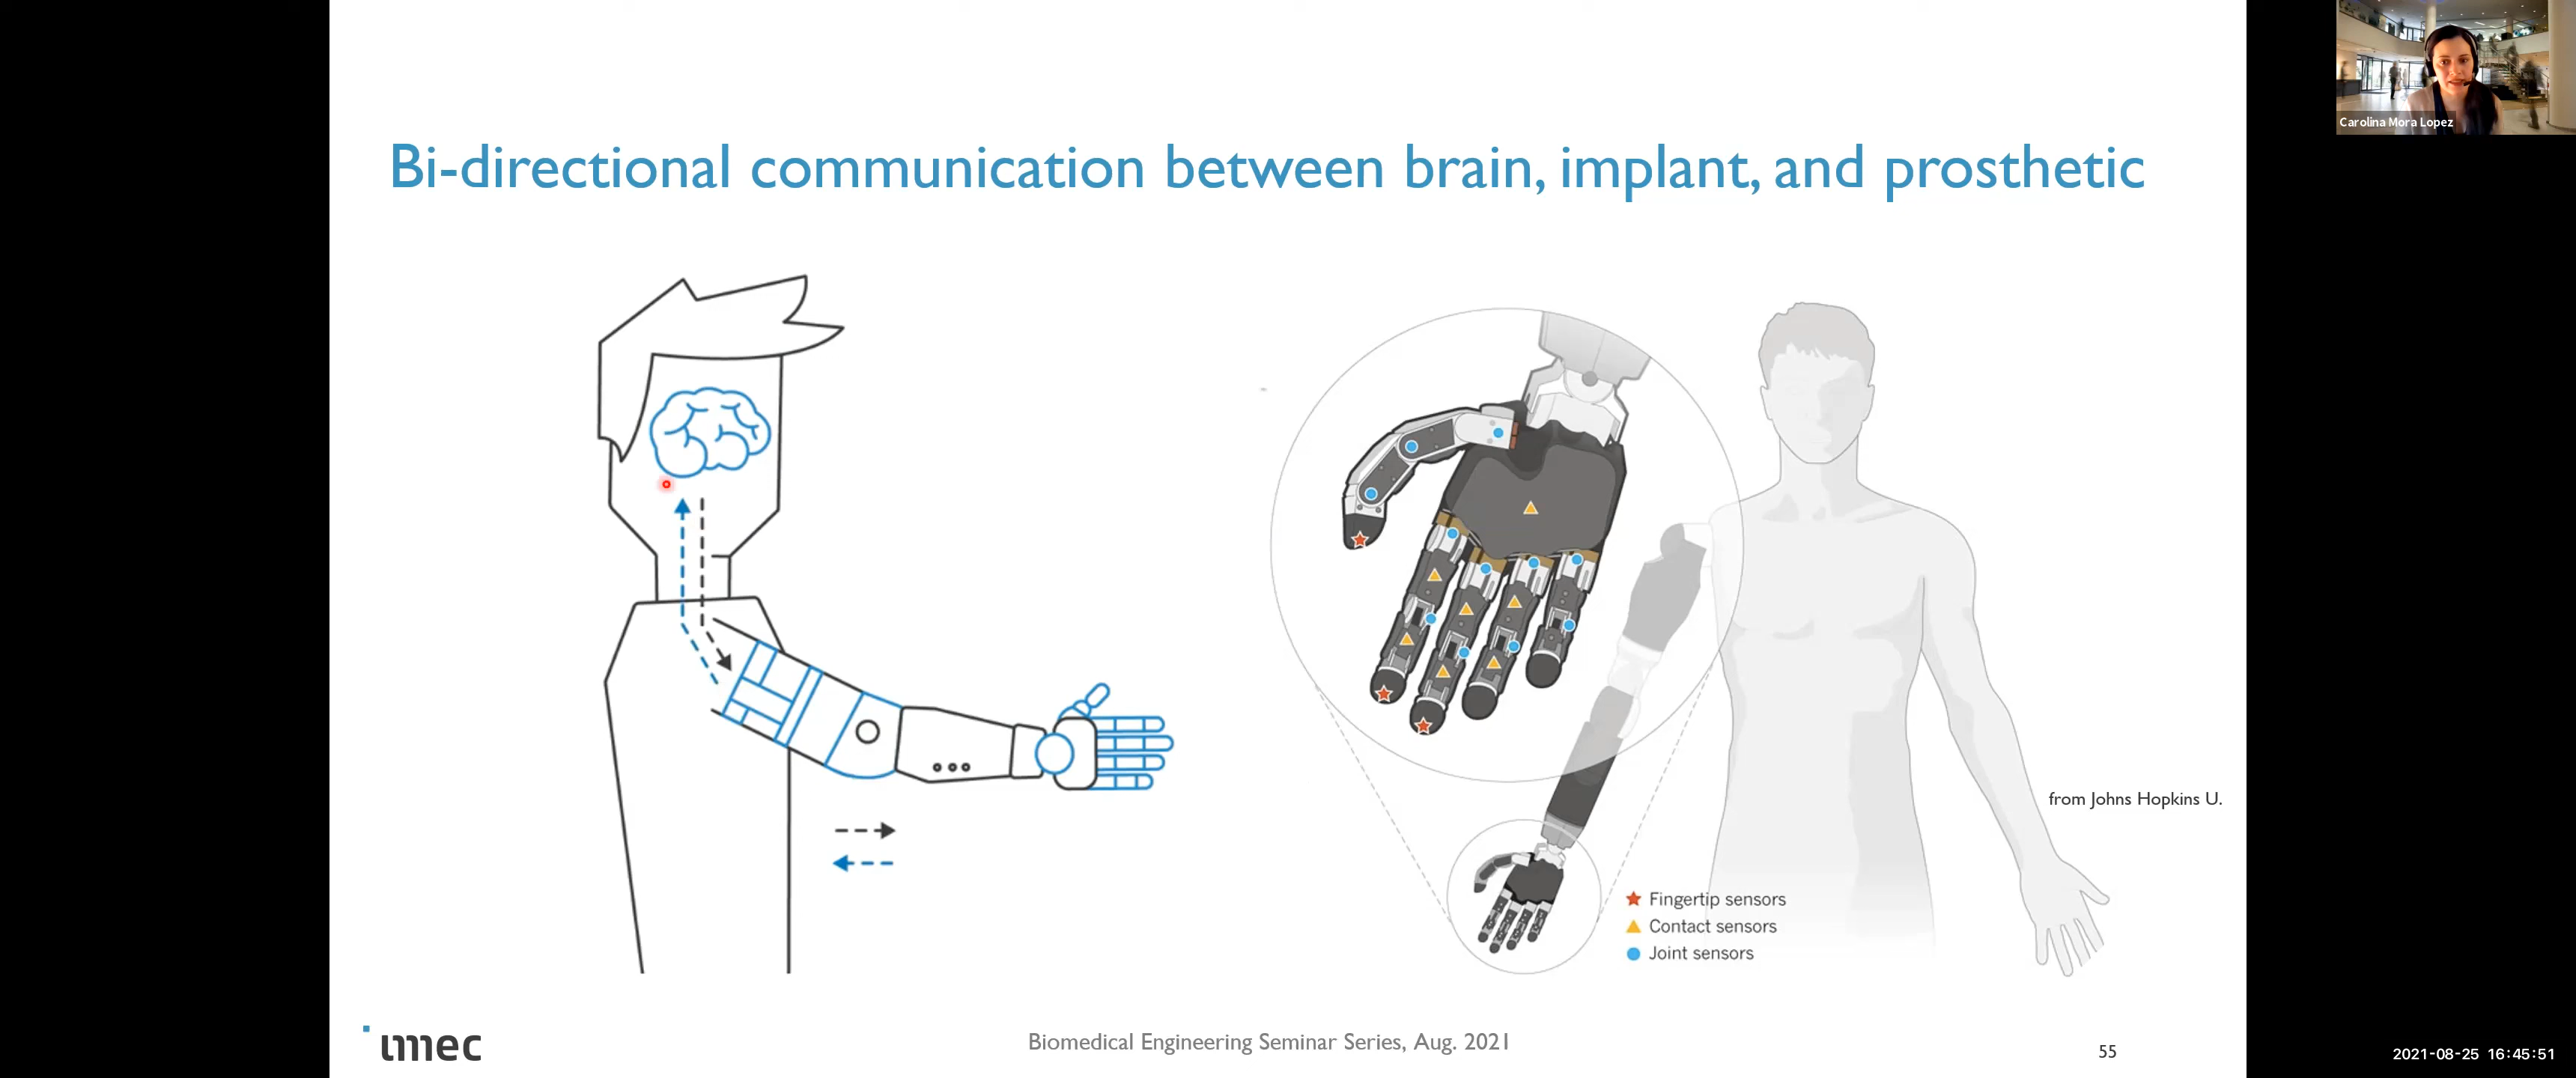 Carolina Mora Lopez
Bi-directional communication between brain, implant, and prosthetic
from Johns Hopkins U.
Fingertip sensors
Contact sensors
Joint sensors
imec
Biomedical Engineering Seminar Series, Aug. 2021
55
2021-08-25 16:45:51